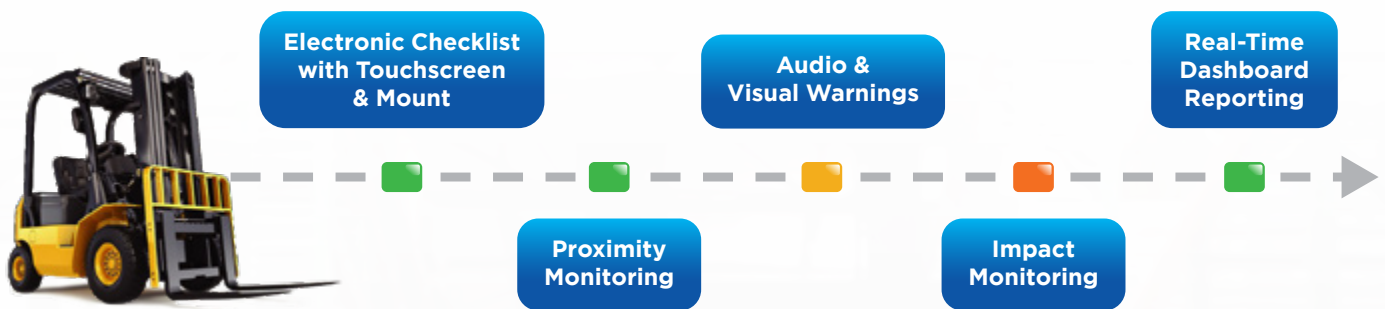 Electronic Checklist
with Touchscreen
& Mount
Proximity
Monitoring
Audio &
Visual Warnings
Impact
Monitoring
Real-Time
Dashboard
Reporting